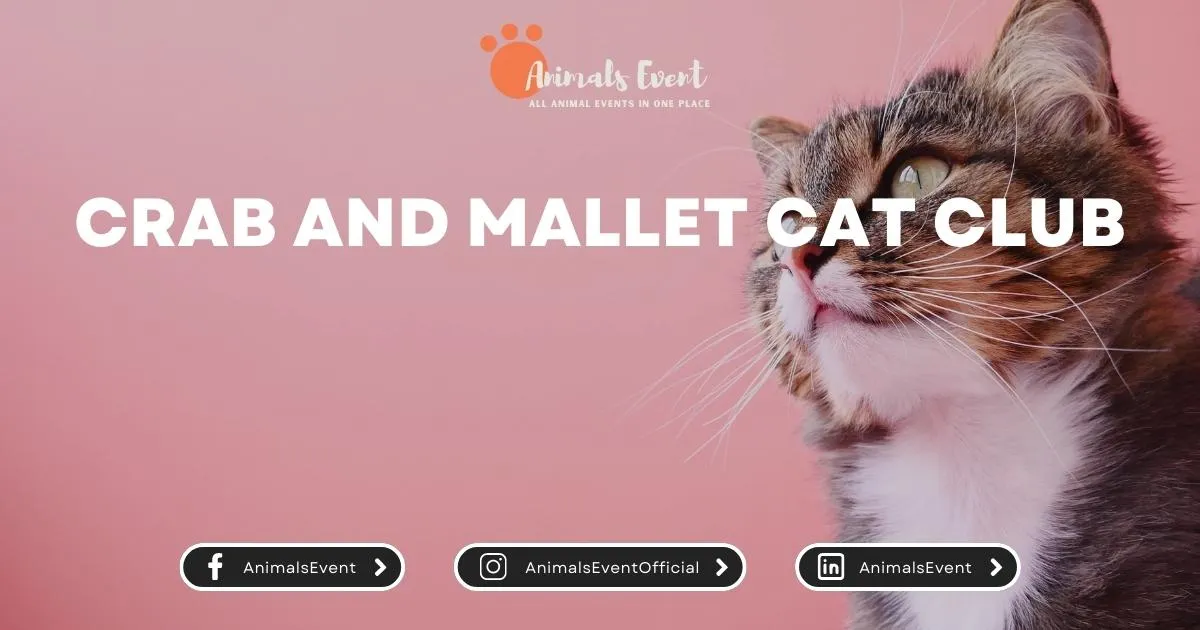 Animals Event
ALL ANIMAL EVENTS IN ONE PLACE
CRAB AND MALLET CAT CLUB
AnimalsEvent
AnimalsEventOfficial
AnimalsEvent